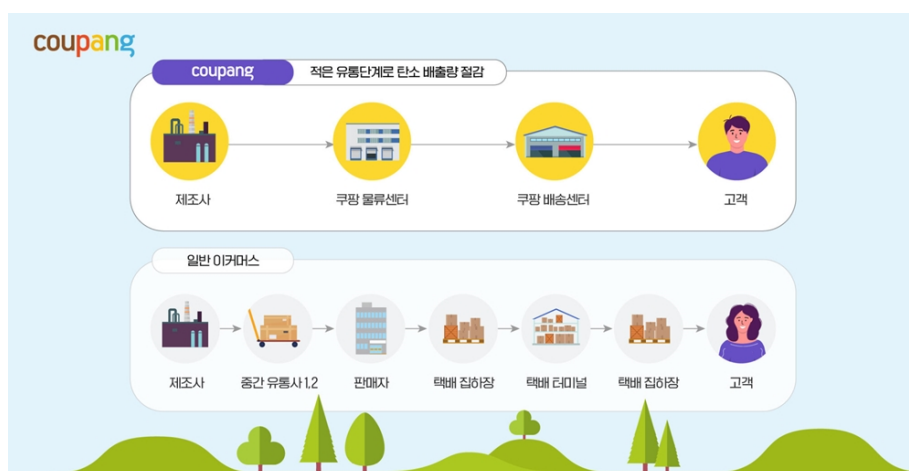 coupang
coupang 적은 유통단계로 탄소 배출량 절감
제조사 쿠팡 물류센터 쿠팡 배송센터 고객
일반 이커머스
제조사 중간 유통사 1,2 판매자 택배 집하장 택배 터미널 택배 집하장 고객